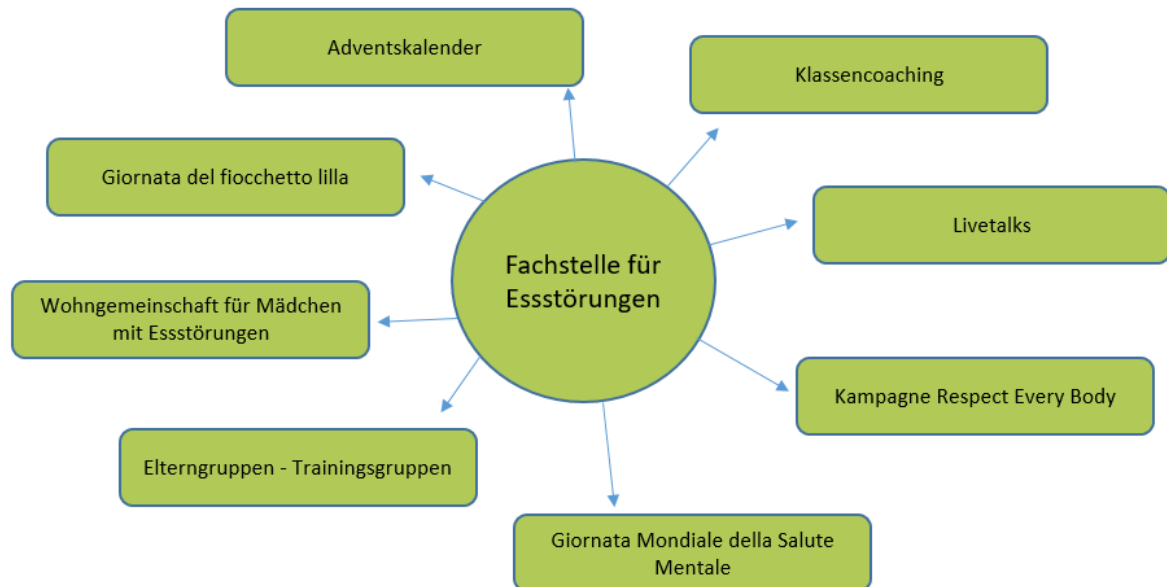 Adventskalender
Klassencoaching
Giornata del fiocchetto lilla
Livetalks
Fachstelle für
Essstörungen
Wohngemeinschaft für Mädchen
mit Essstörungen
Kampagne Respect Every Body
Elterngruppen - Trainingsgruppen
Giornata Mondiale della Salute
Mentale